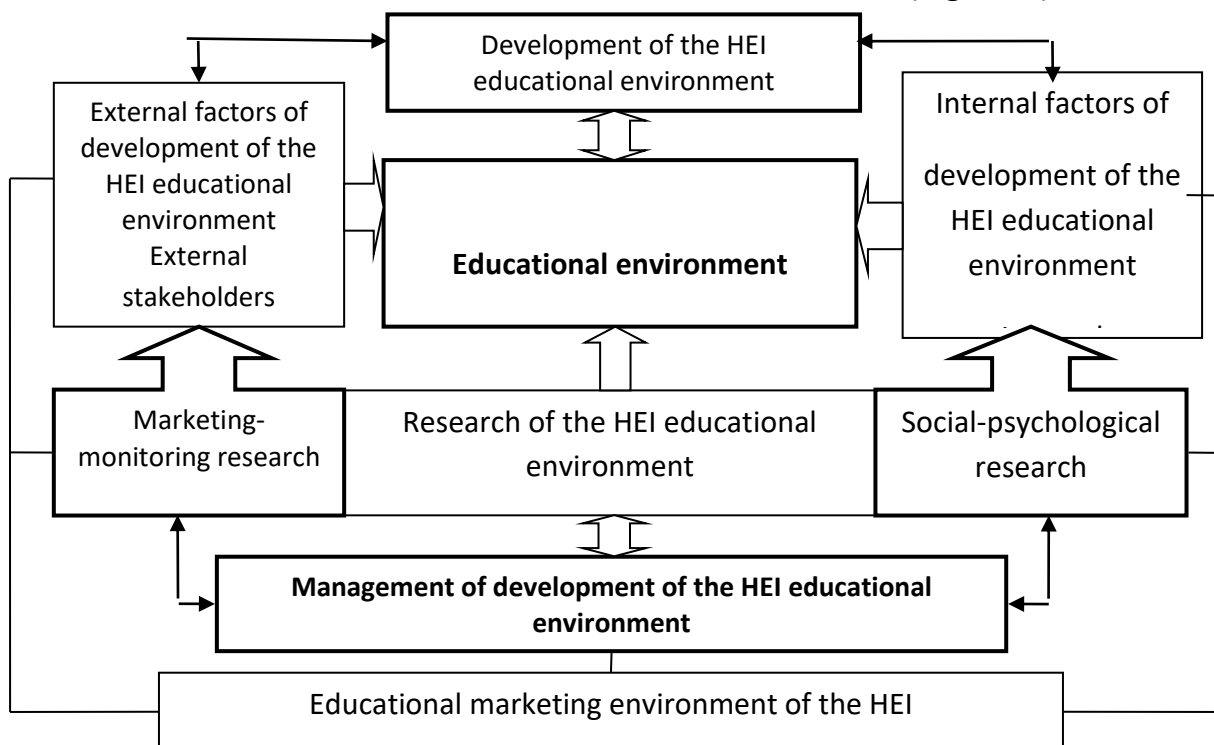 Development of the HEI
educational environment
External factors of
development of the
HEI educational
environment
External
stakeholders
Internal factors of
development of the
HEI educational
environment
Educational environment
Marketing-
monitoring research
Research of the HEI educational
environment
Social-psychological
research
Management of development of the HEI educational
environment
Educational marketing environment of the HEI